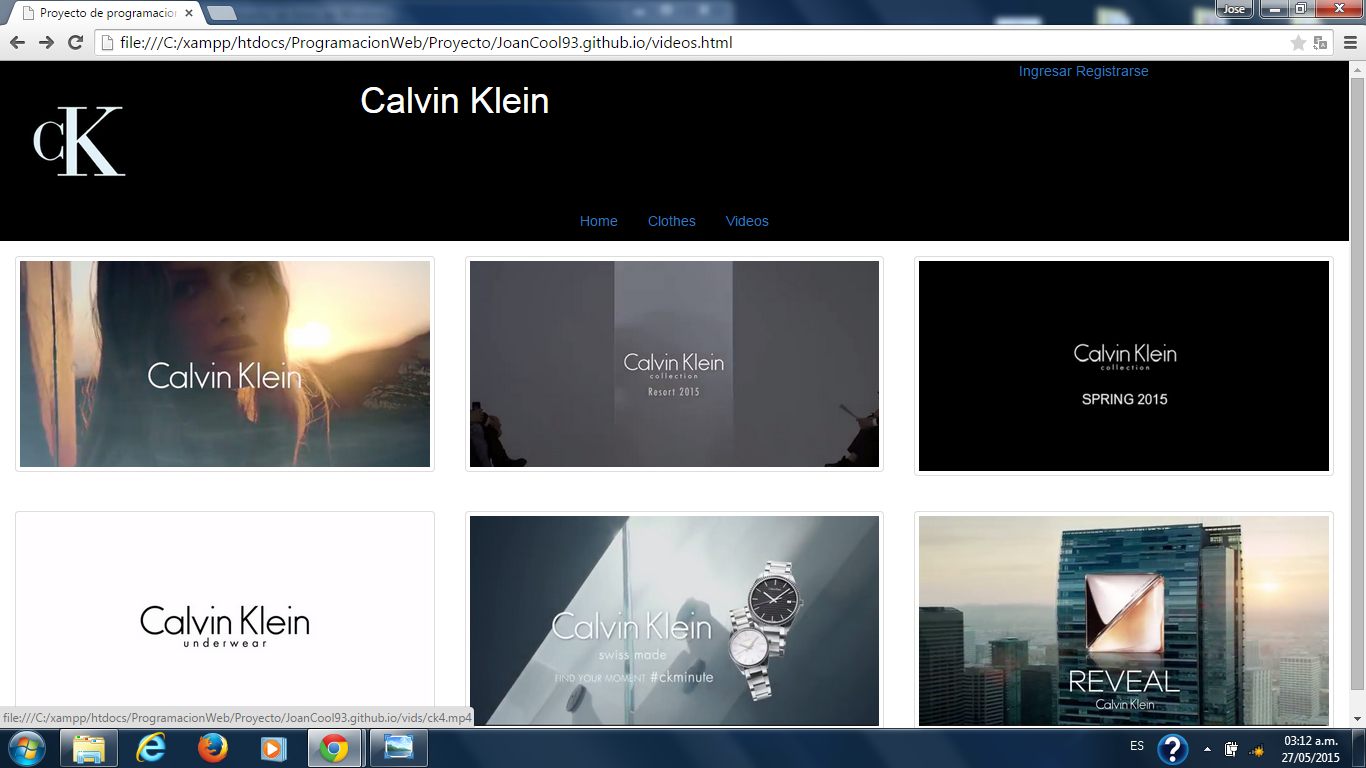 Proyecto de programacion
Jose
file:///C:/xampp/htdocs/ProgramacionWeb/Proyecto/JoanCool93.github.io/videos.html
Ingresar Registrarse
cK
Calvin Klein
Home Clothes Videos
Calvin Klein
Calvin Klein
collection
Resort 2015
Calvin Klein
collection
SPRING 2015
Calvin Klein
underwear
Calvin Klein
swiss made
FIND YOUR MOMENT #ckminute
REVEAL
Calvin Klein
file:///C:/xampp/htdocs/ProgramacionWeb/Proyecto/JoanCool93.github.io/vids/ck4.mp4
ES
03:12 a.m.
27/05/2015